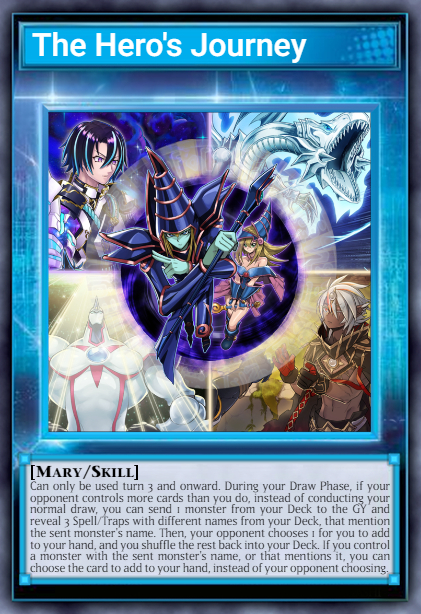 The Hero's Journey
[Mary/Skill]
Can only be used turn 3 and onward. During your Draw Phase, if your
opponent controls more cards than you do, instead of conducting your
normal draw, you can send 1 monster from your Deck to the GY and
reveal 3 Spell/Traps with different names from your Deck, that mention
the sent monster's name. Then, your opponent chooses 1 for you to add
to your hand, and you shuffle the rest back into your Deck. If you control
a monster with the sent monster's name, or that mentions it, you can
choose the card to add to your hand, instead of your opponent choosing.